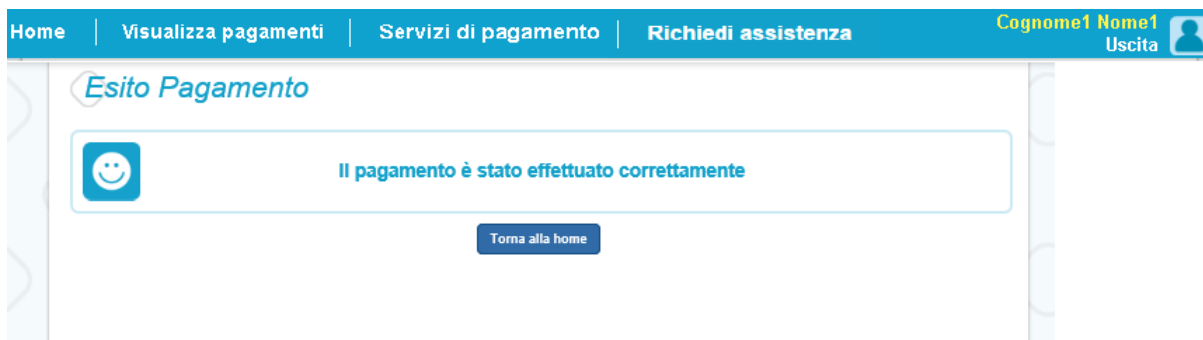 Home Visualizza pagamenti Servizi di pagamento Richiedi assistenza Cognome1 Nome1
Uscita
Esito Pagamento
Il pagamento è stato effettuato correttamente
Torna alla home